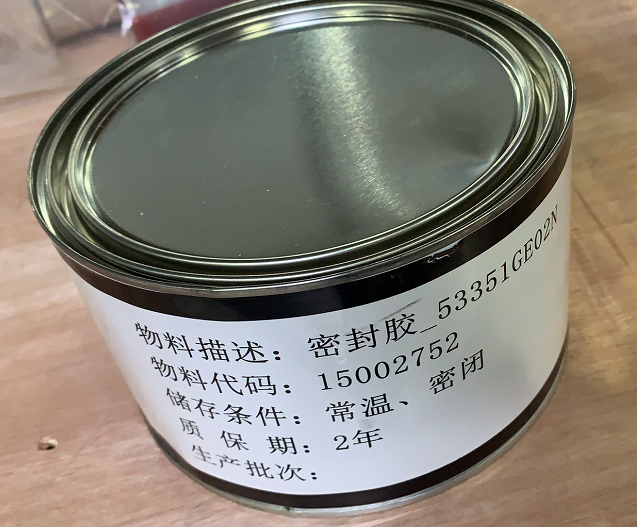 物料描述：密封胶_53351GE02N
物料代码：15002752
储存条件：常温、密闭
质 保 期：2年
生产批次：